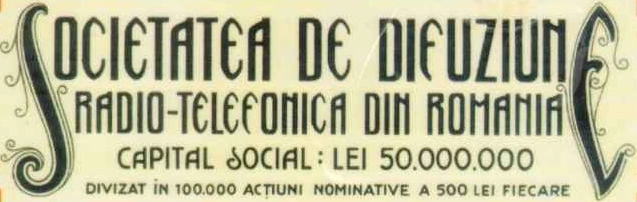 SOCIETATEA DE DIFUZIUNE
RADIO-TELEFONICA DIN ROMANIA
CAPITAL SOCIAL: LEI 50.000.000
DIVIZAT ÎN 100.000 ACȚIUNI NOMINATIVE A 500 LEI FIECARE